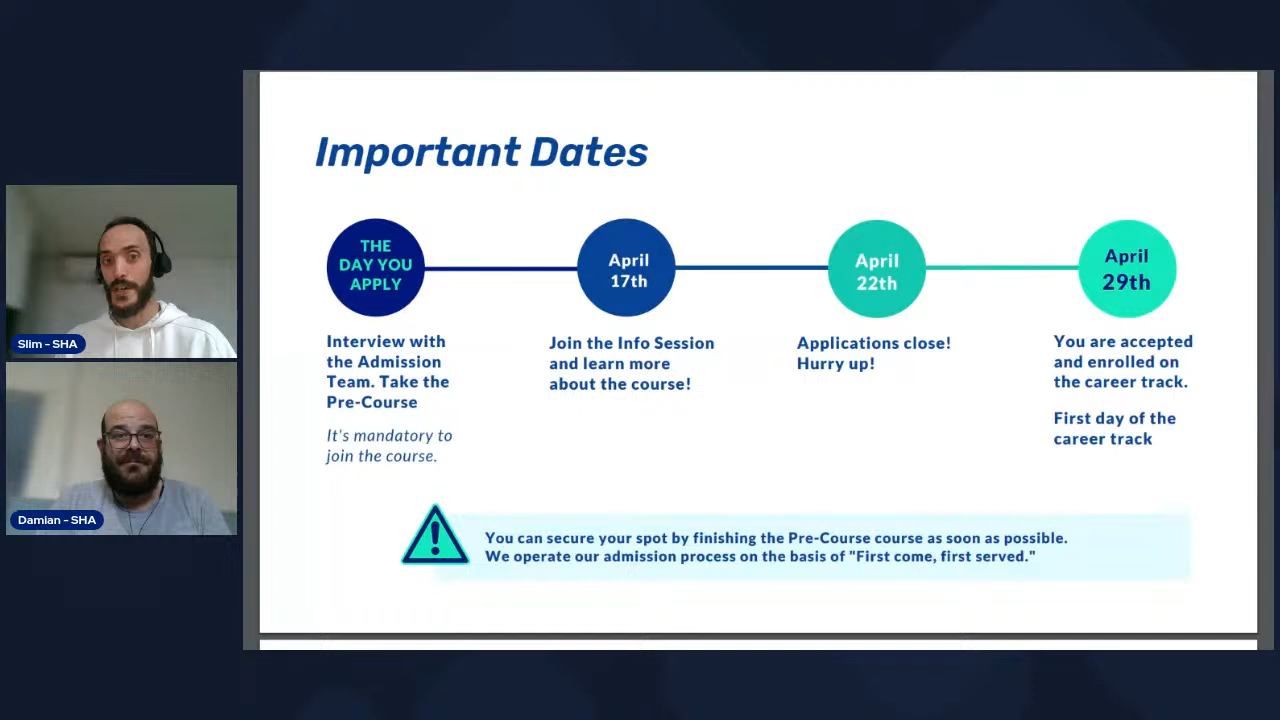 Important Dates
THE
DAY YOU
APPLY
Interview with
the Admission
Team. Take the
Pre-Course
It's mandatory to
join the course.
April
17th
Join the Info Session
and learn more
about the course!
April
22th
Applications close!
Hurry up!
April
29th
You are accepted
and enrolled on
the career track.
First day of the
career track
You can secure your spot by finishing the Pre-Course course as soon as possible.
We operate our admission process on the basis of "First come, first served."
Slim - SHA
Damian - SHA